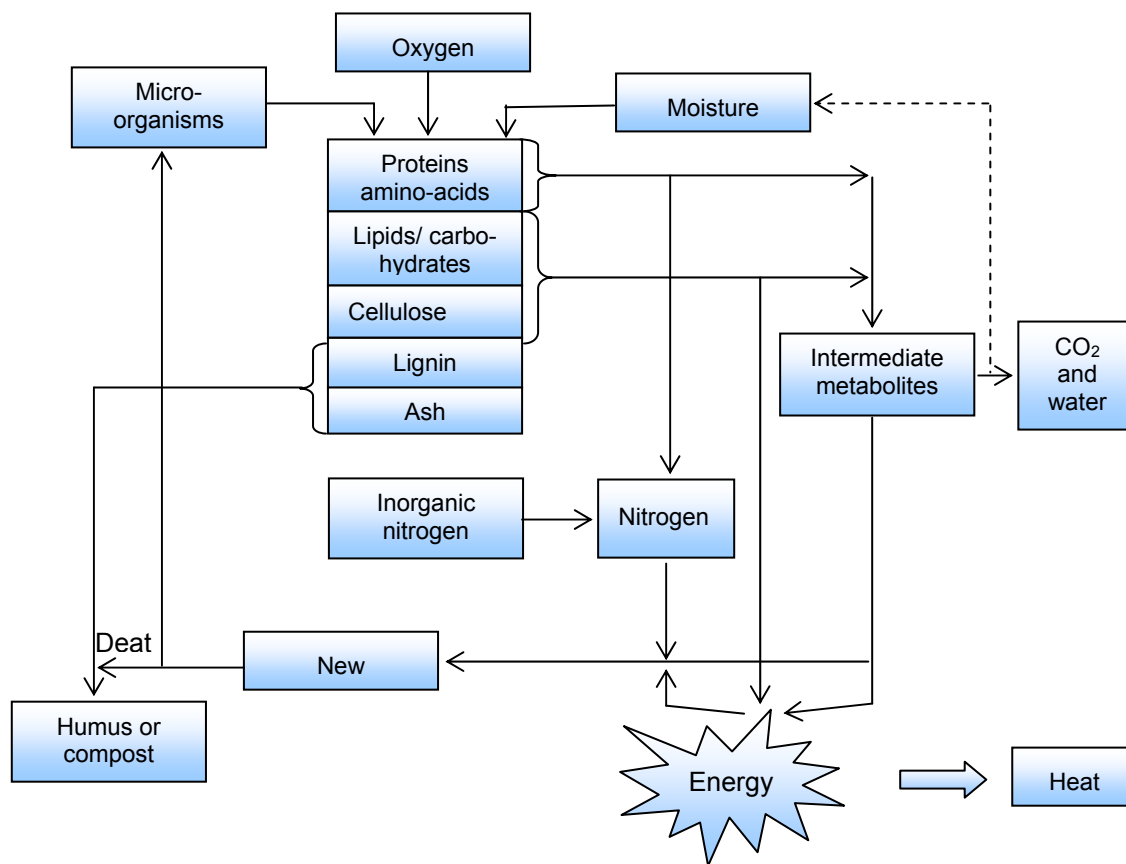 Oxygen
Micro-
organisms
Moisture
Proteins
amino-acids
Lipids/ carbo-
hydrates
Cellulose
Lignin
Ash
Intermediate
metabolites
CO₂
and
water
Inorganic
nitrogen
Nitrogen
Deat
New
Humus or
compost
Energy
Heat